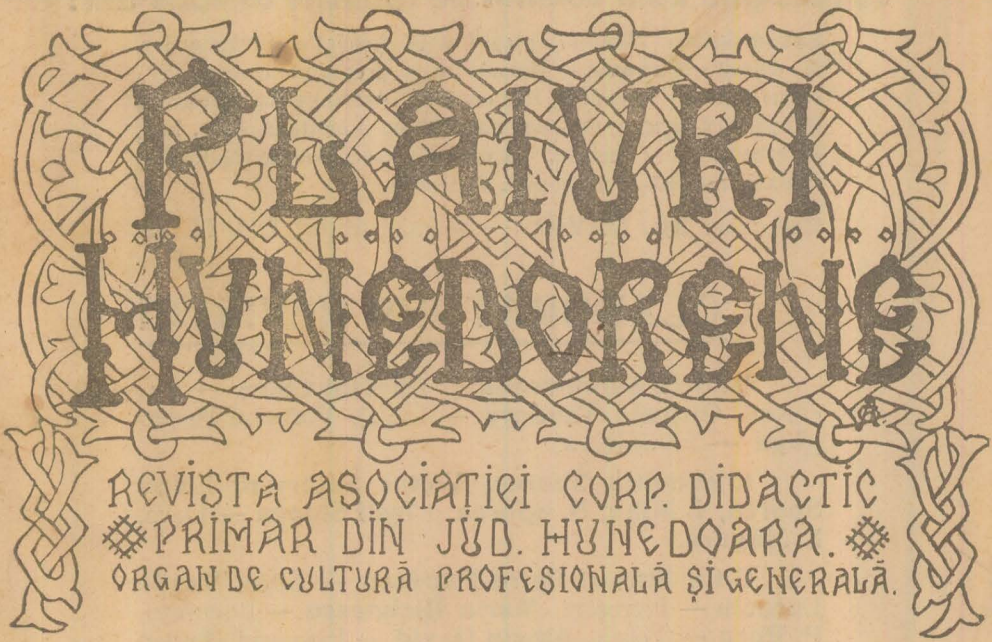 PLAIURI
HUNEDORENE
REVISTA ASOCIAȚIEI CORP. DIDACTIC
PRIMAR DIN JUD. HUNEDOARA.
ORGAN DE CULTURĂ PROFESIONALĂ ȘI GENERALĂ.